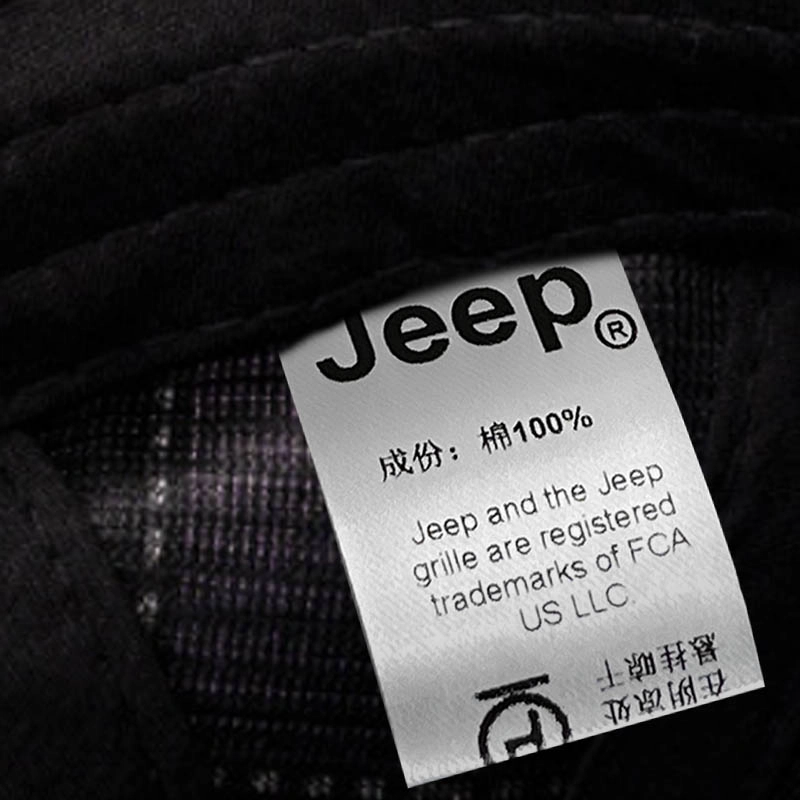 Jeep®
成份：棉100%
Jeep and the Jeep
grille are registered
trademarks of FCA
US LLC.
悬挂晾干
在阴凉处